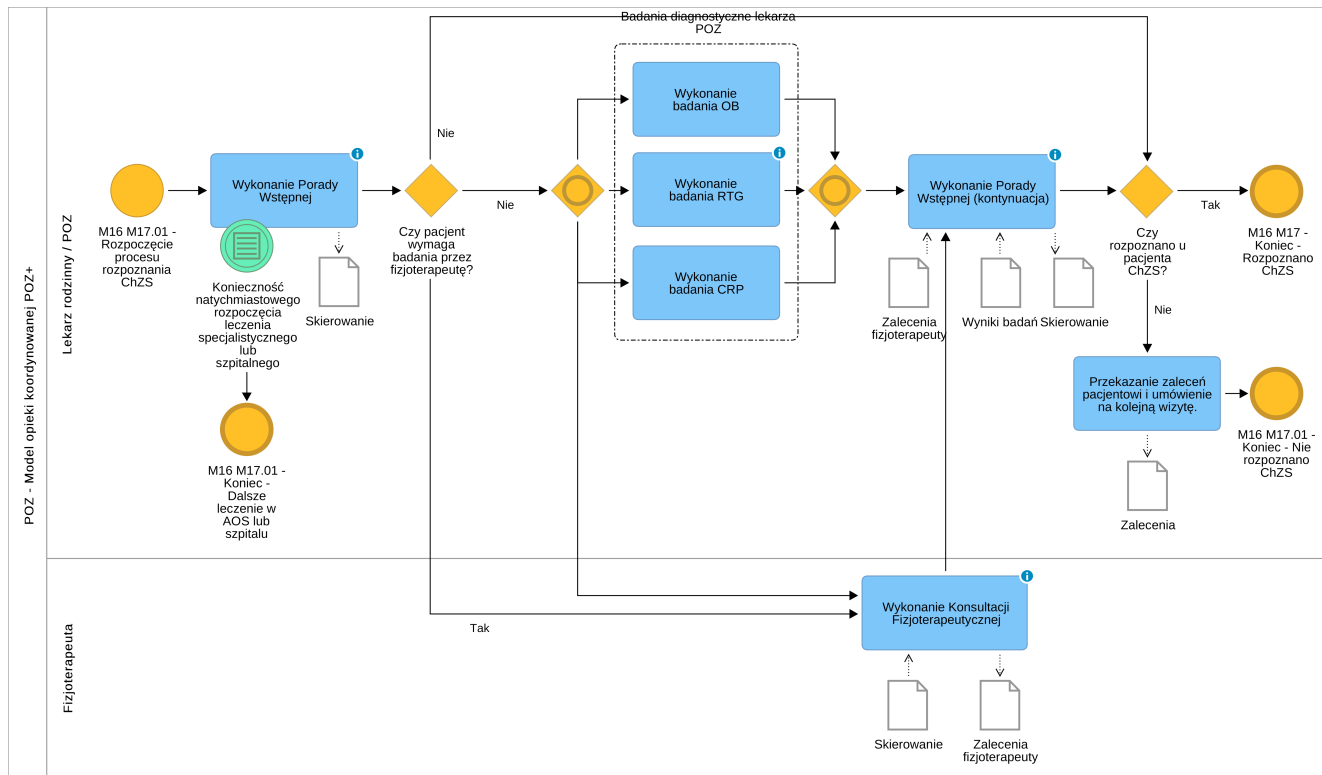 POZ - Model opieki koordynowanej POZ+
Lekarz rodzinny / POZ
Badania diagnostyczne lekarza
POZ
Wykonanie
badania OB
Nie
Wykonanie Porady
Wstępnej
Wykonanie
badania RTG
Wykonanie Porady
Wstępnej (kontynuacja)
Nie
Tak
M16 M17.01 -
Rozpoczęcie
procesu
rozpoznania
ChZS
Czy pacjent
wymaga
badania przez
fizjoterapeutę?
Czy
rozpoznano u
pacjenta
ChZS?
M16 M17 -
Koniec -
Rozpoznano
ChZS
Wykonanie
badania CRP
Konieczność
natychmiastowego
rozpoczęcia
leczenia
specjalistycznego
lub
szpitalnego
Skierowanie
Zalecenia
fizjoterapeuty
Wyniki badań
Skierowanie
Nie
Przekazanie zaleceń
pacjentowi i umówienie
na kolejną wizytę.
M16 M17.01 -
Koniec - Nie
rozpoznano
ChZS
M16 M17.01 -
Koniec -
Dalsze
leczenie w
AOS lub
szpitalu
Zalecenia
Fizjoterapeuta
Wykonanie Konsultacji
Fizjoterapeutycznej
Tak
Skierowanie
Zalecenia
fizjoterapeuty